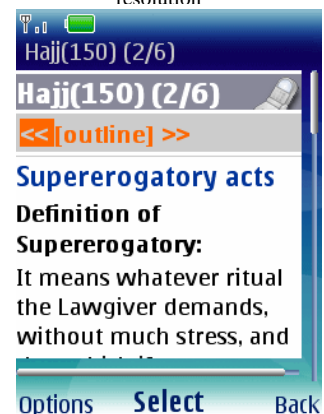 resolution
Hajj(150) (2/6)
Hajj(150) (2/6)
<< [outline] >>
Supererogatory acts
Definition of
Supererogatory:
It means whatever ritual
the Lawgiver demands,
without much stress, and
Options Select Back